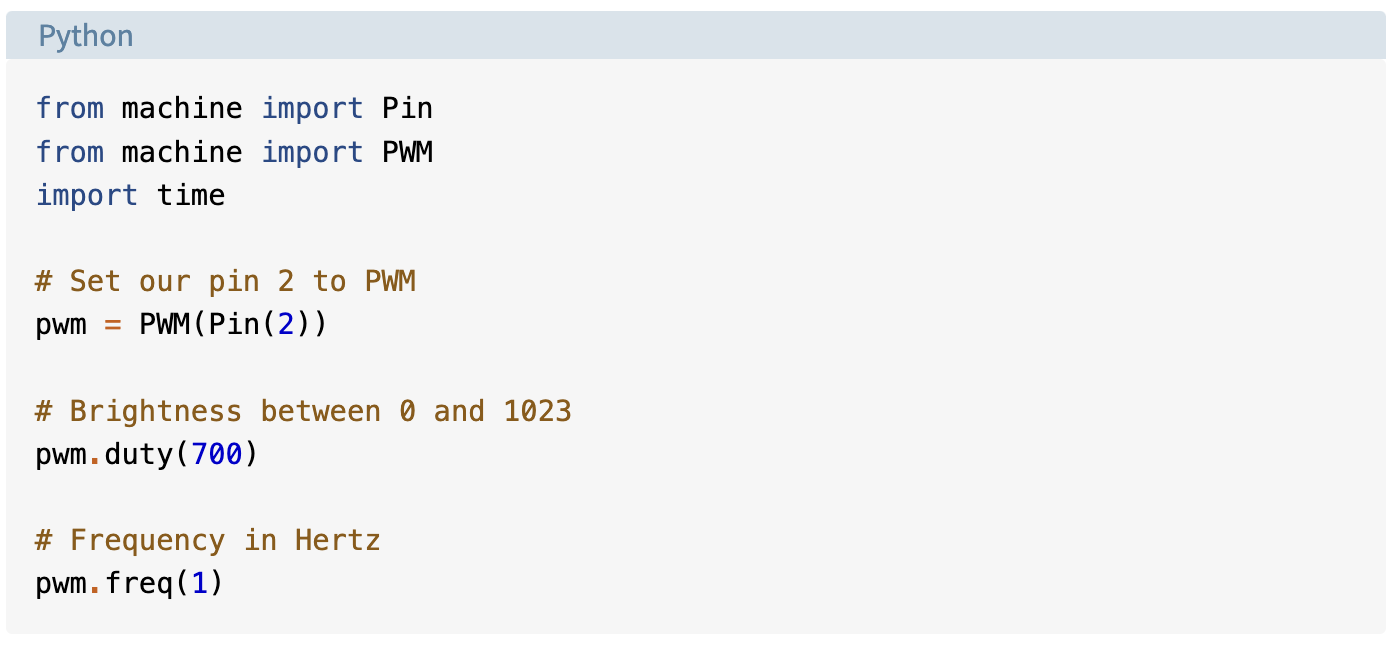 Python
from machine import Pin
from machine import PWM
import time
# Set our pin 2 to PWM
pwm = PWM(Pin(2))
# Brightness between 0 and 1023
pwm.duty(700)
# Frequency in Hertz
pwm.freq(1)